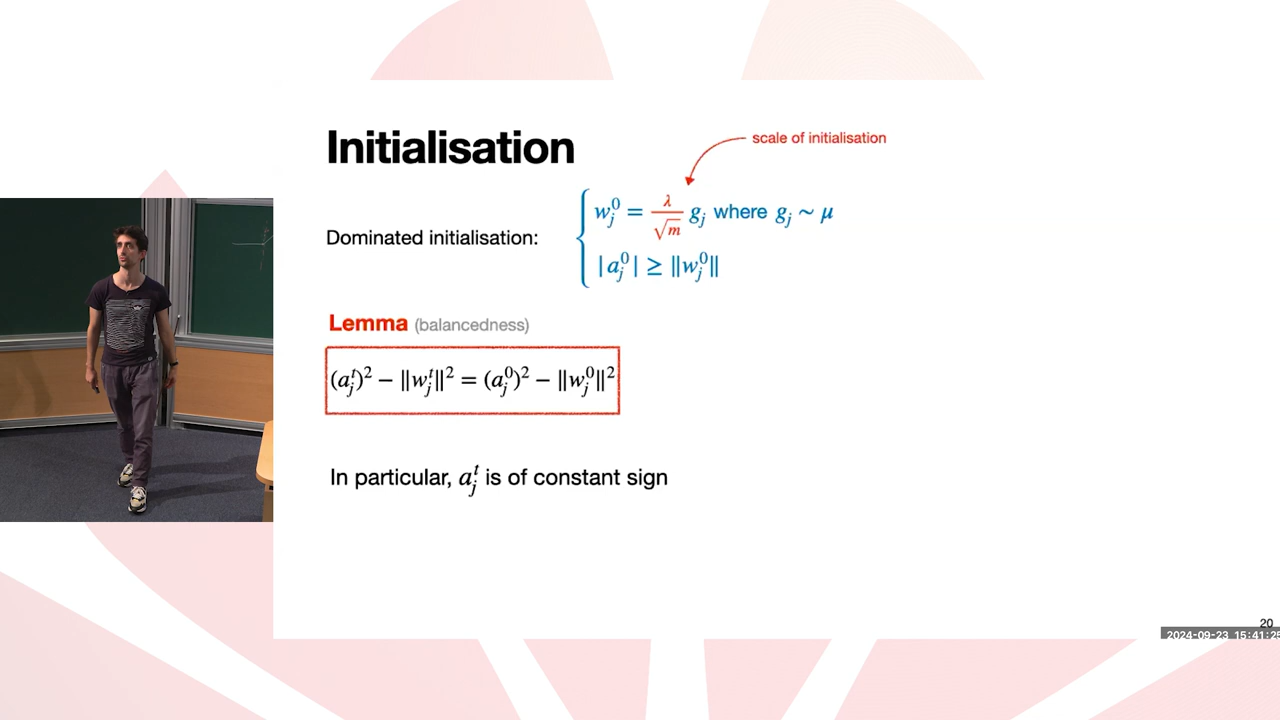 Initialisation
scale of initialisation
Dominated initialisation:
w_j^0 = λ/√m g_j where g_j ∼ μ
|a_j^0| ≥ ‖w_j^0‖
Lemma (balancedness)
(a_j^t)² − ‖w_j^t‖² = (a_j^0)² − ‖w_j^0‖²
In particular, a_j^t is of constant sign
20
2024-09-23 15:41:25